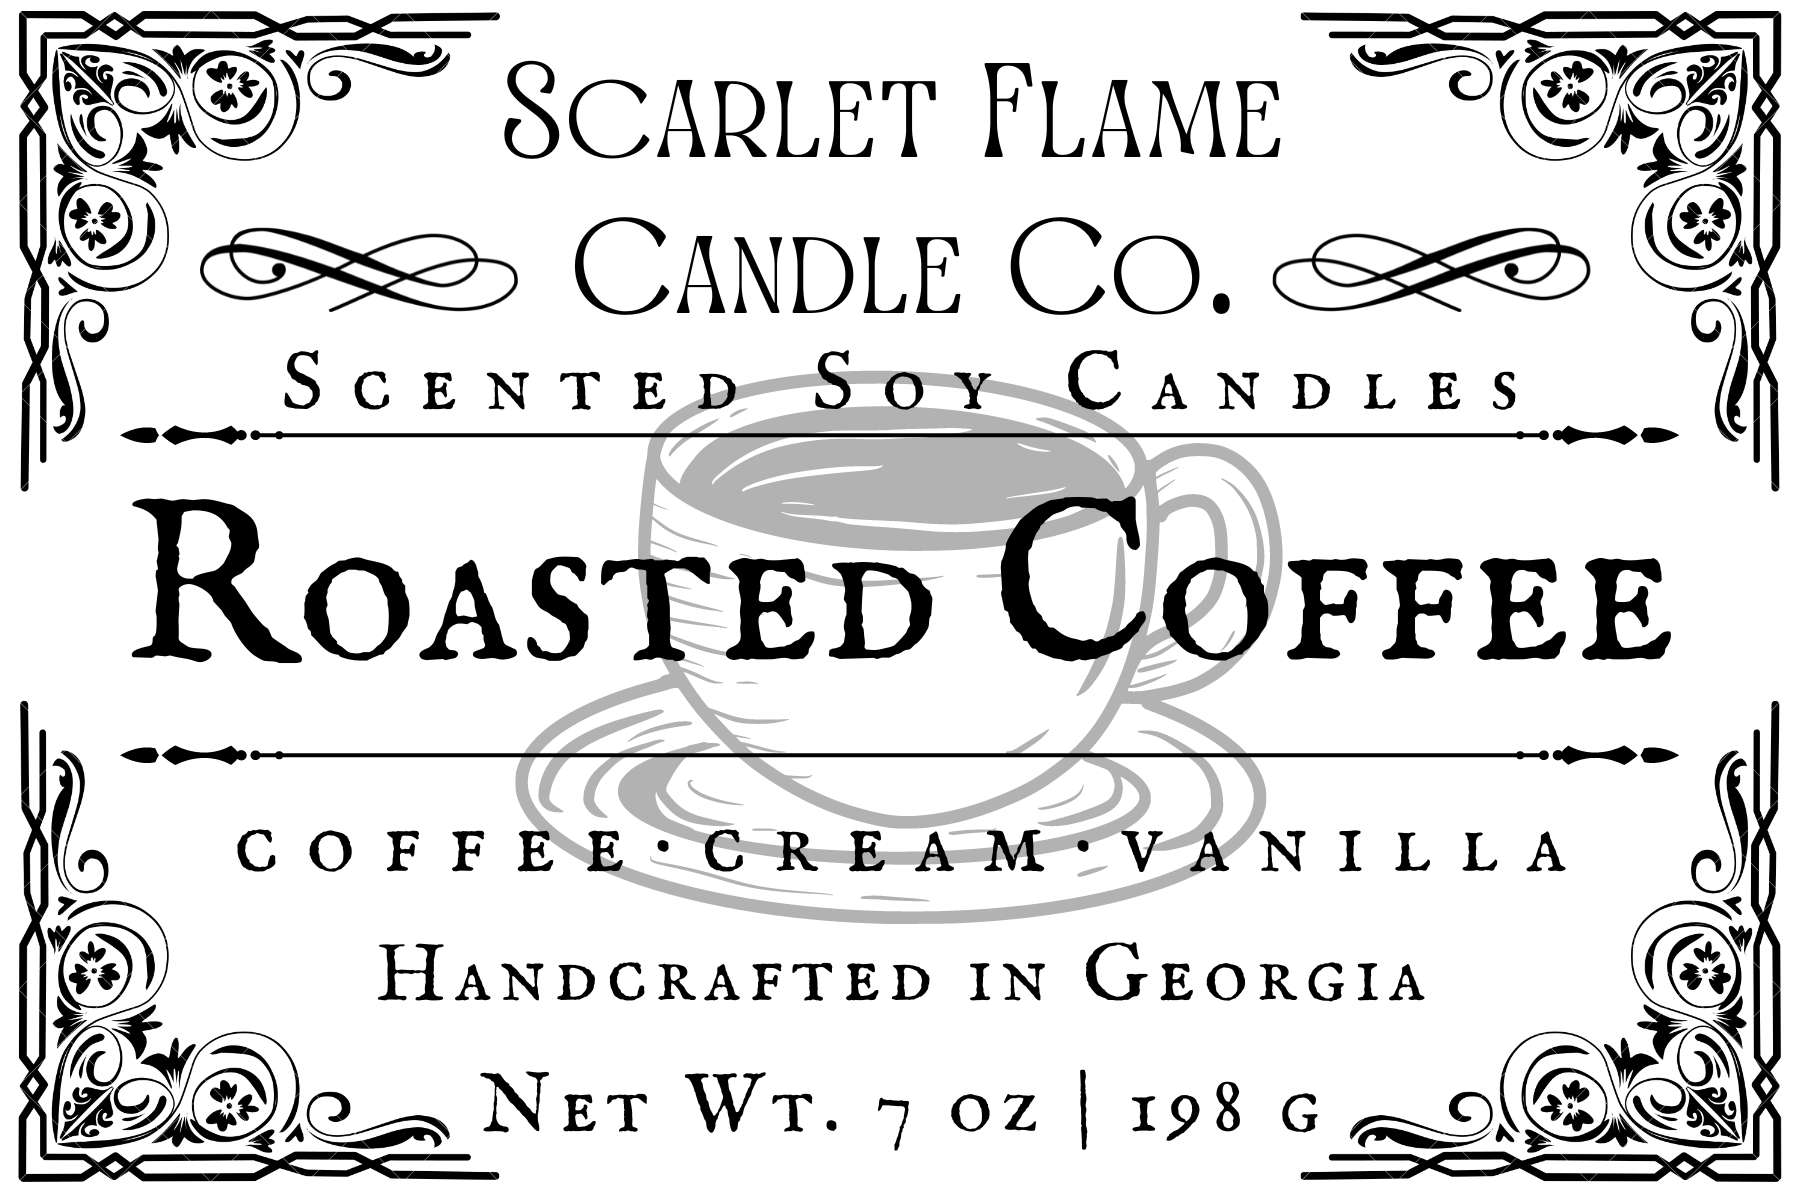 Scarlet Flame
Candle Co.
Scented Soy Candles
Roasted Coffee
COFFEE·CREAM·VANILLA
Handcrafted in Georgia
Net Wt. 7 oz | 198 g